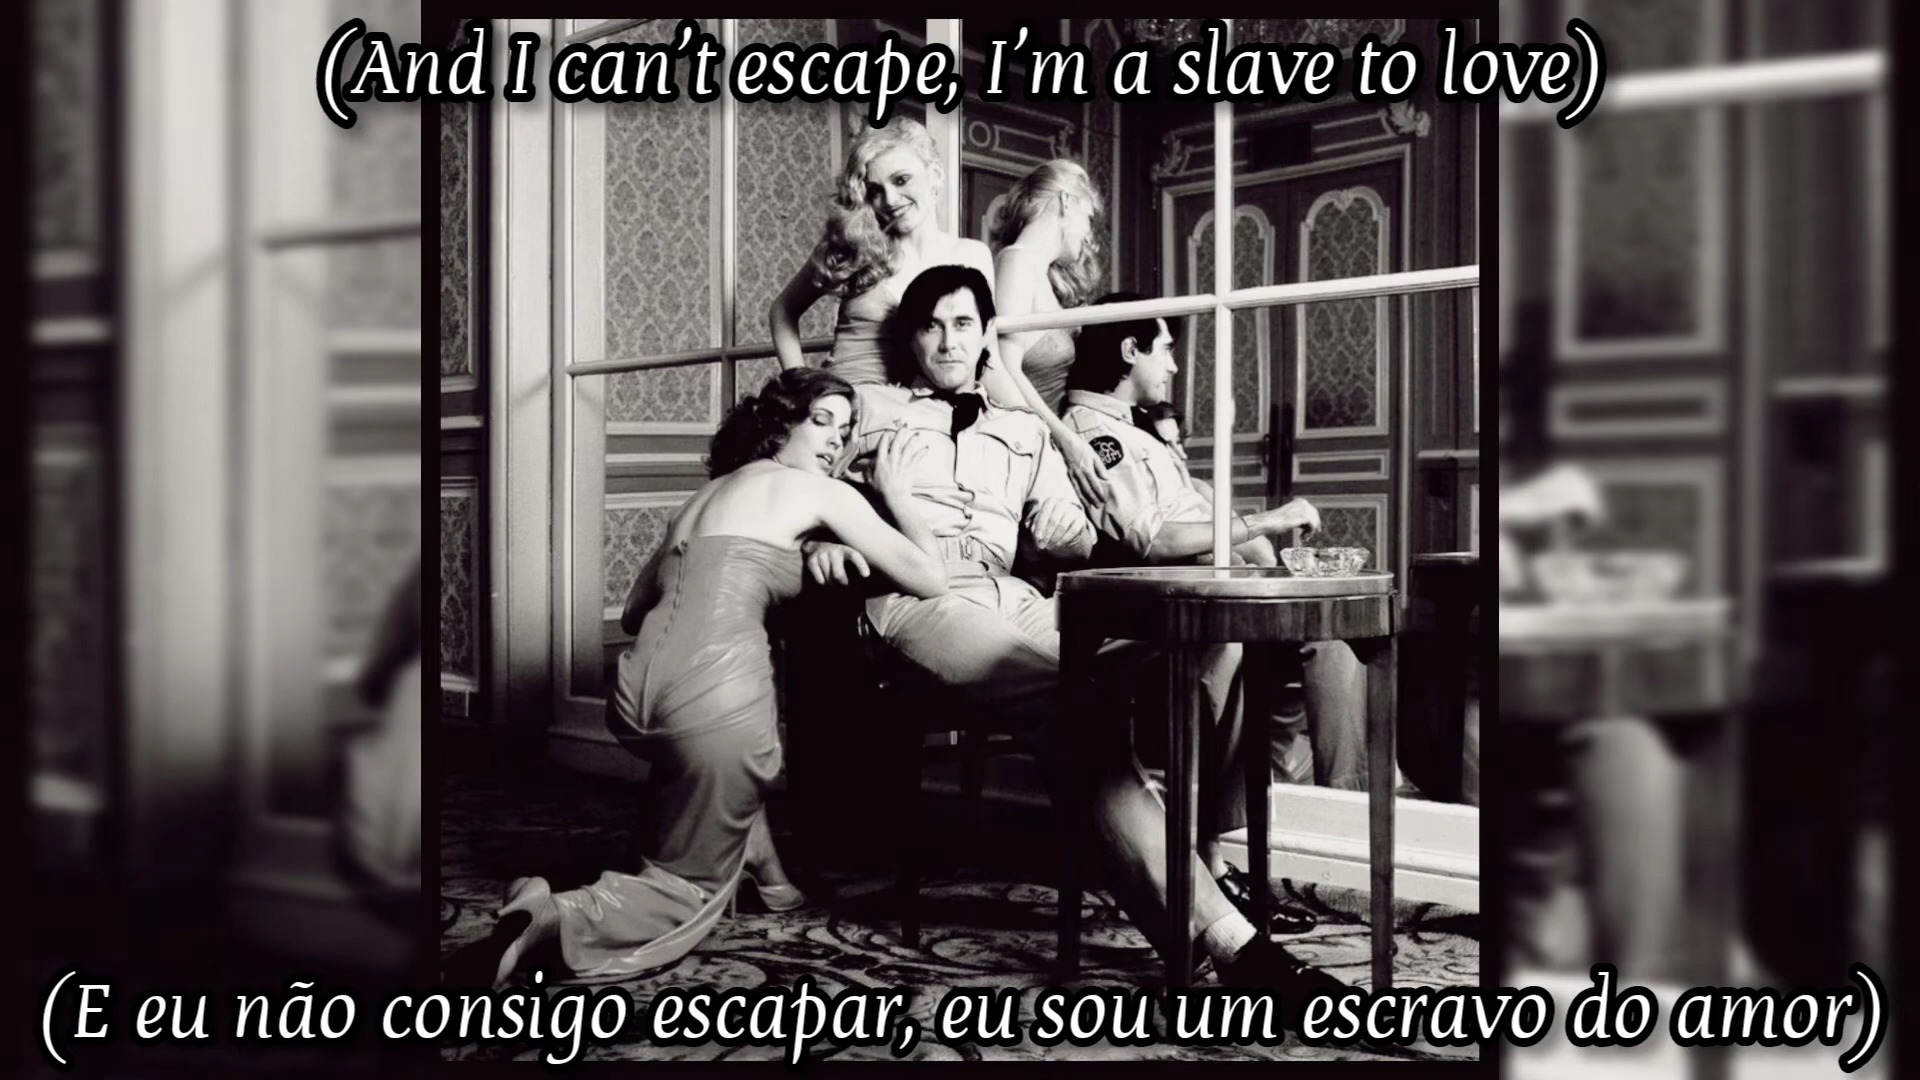 (And I can't escape, I'm a slave to love)
(E eu não consigo escapar, eu sou um escravo do amor)